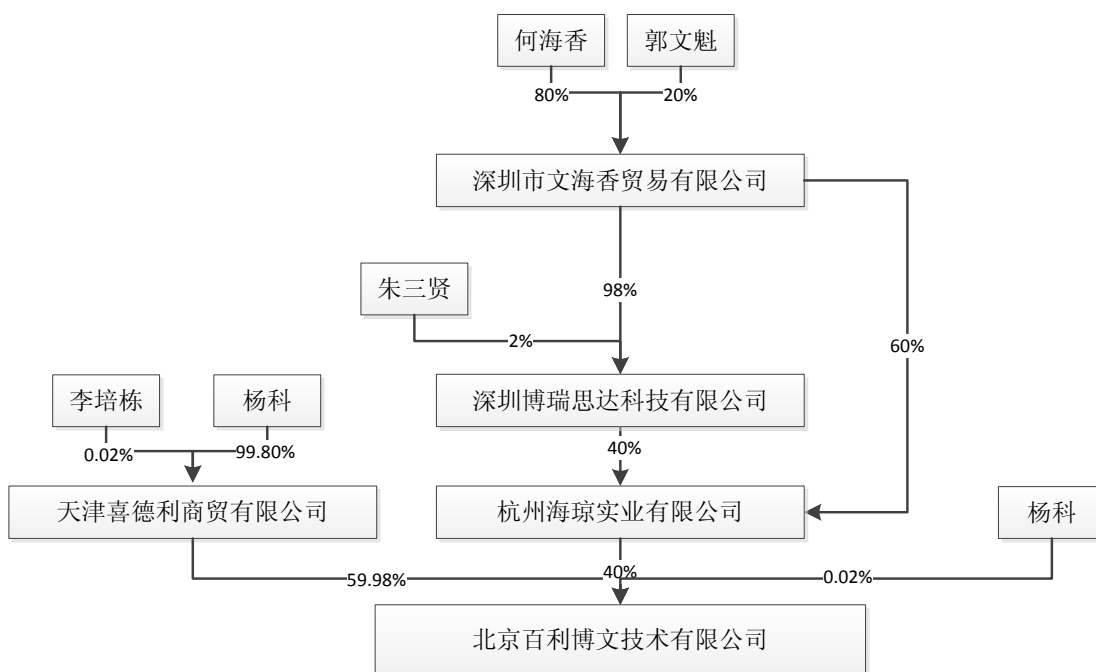 何海香
郭文魁
80%
20%
深圳市文海香贸易有限公司
朱三贤
98%
2%
60%
李培栋
杨科
深圳博瑞思达科技有限公司
0.02%
99.80%
40%
天津喜德利商贸有限公司
杭州海琼实业有限公司
杨科
59.98%
40%
0.02%
北京百利博文技术有限公司